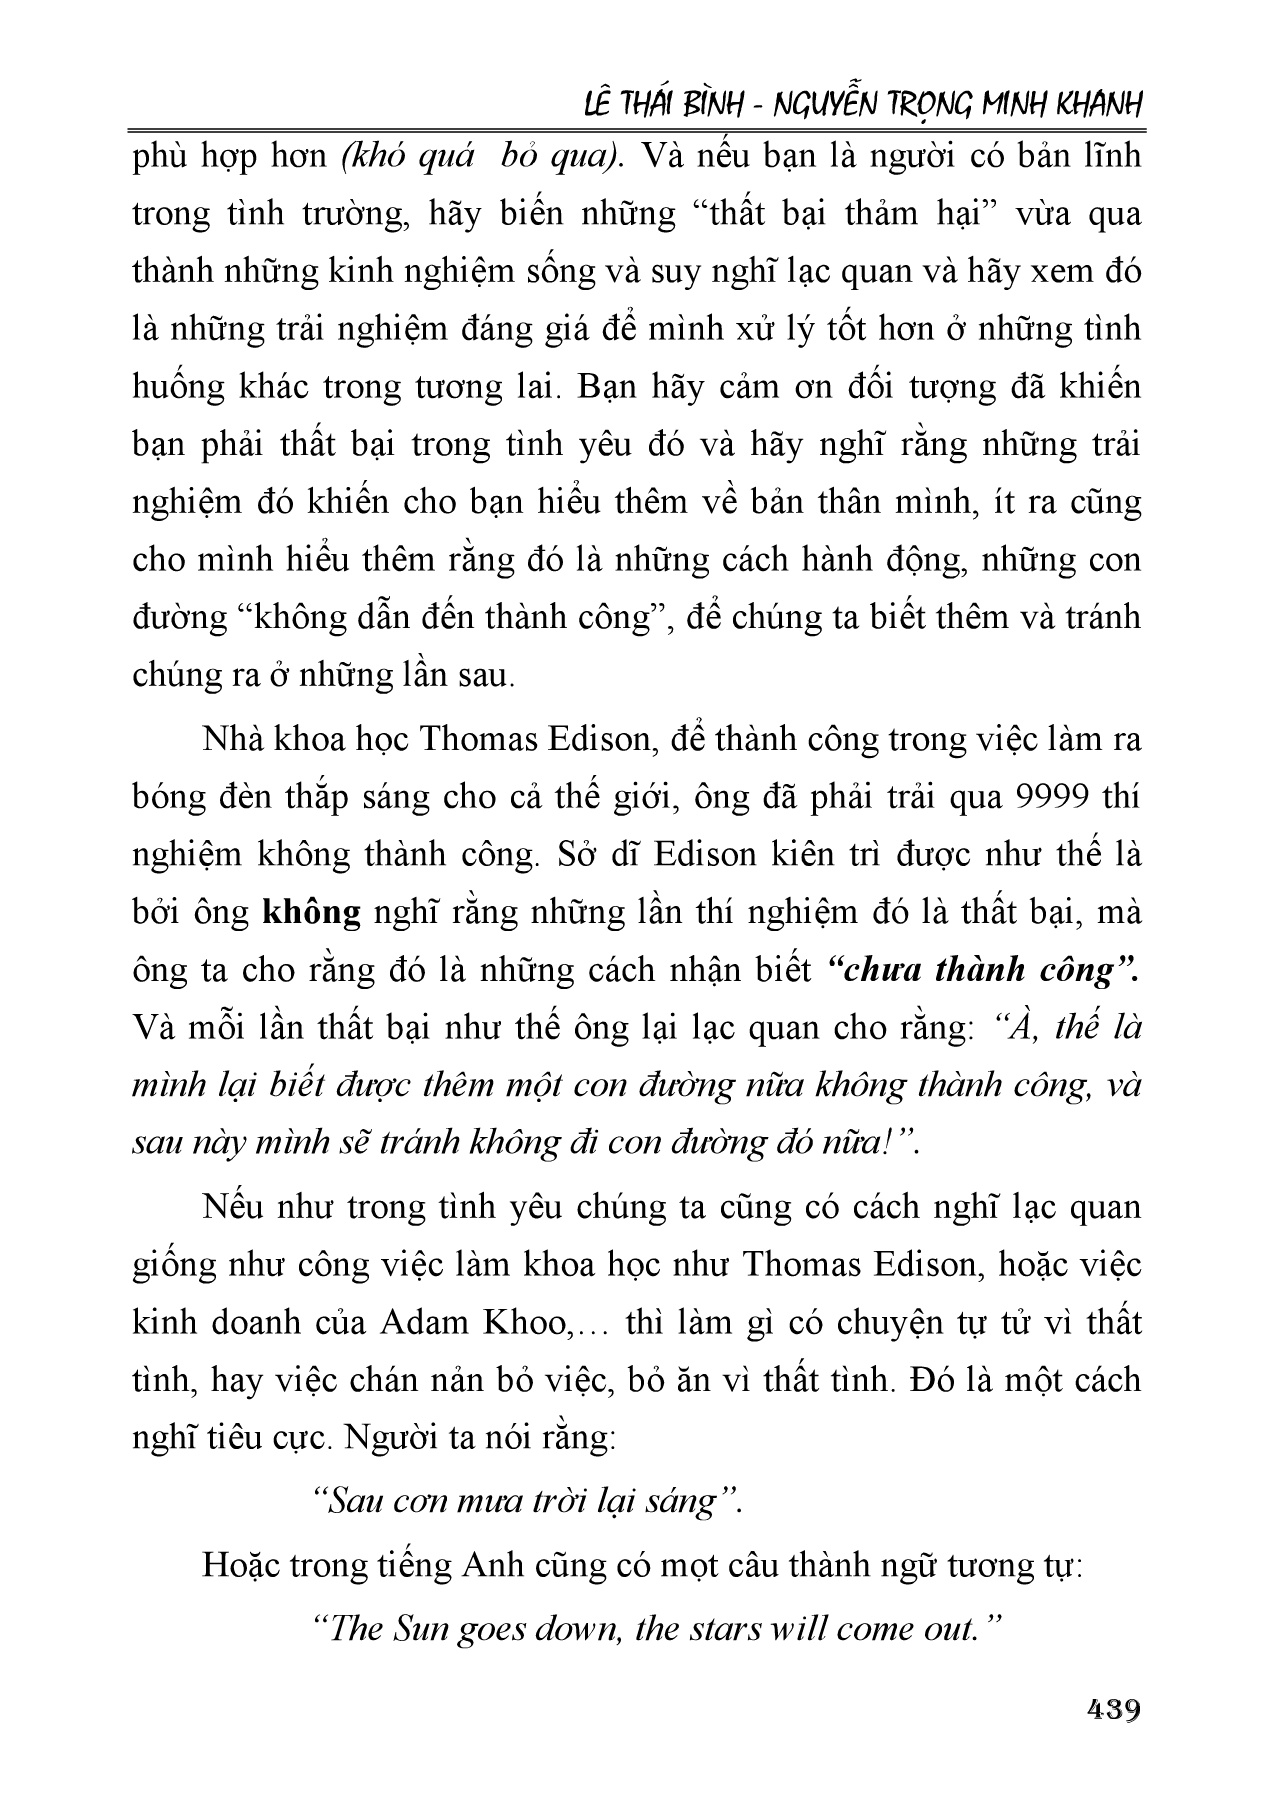 LÊ THÁI BÌNH - NGUYỄN TRỌNG MINH KHANH
phù hợp hơn (khó quá  bỏ qua). Và nếu bạn là người có bản lĩnh
trong tình trường, hãy biến những “thất bại thảm hại” vừa qua
thành những kinh nghiệm sống và suy nghĩ lạc quan và hãy xem đó
là những trải nghiệm đáng giá để mình xử lý tốt hơn ở những tình
huống khác trong tương lai. Bạn hãy cảm ơn đối tượng đã khiến
bạn phải thất bại trong tình yêu đó và hãy nghĩ rằng những trải
nghiệm đó khiến cho bạn hiểu thêm về bản thân mình, ít ra cũng
cho mình hiểu thêm rằng đó là những cách hành động, những con
đường “không dẫn đến thành công”, để chúng ta biết thêm và tránh
chúng ra ở những lần sau.
Nhà khoa học Thomas Edison, để thành công trong việc làm ra
bóng đèn thắp sáng cho cả thế giới, ông đã phải trải qua 9999 thí
nghiệm không thành công. Sở dĩ Edison kiên trì được như thế là
bởi ông không nghĩ rằng những lần thí nghiệm đó là thất bại, mà
ông ta cho rằng đó là những cách nhận biết “chưa thành công”.
Và mỗi lần thất bại như thế ông lại lạc quan cho rằng: “À, thế là
mình lại biết được thêm một con đường nữa không thành công, và
sau này mình sẽ tránh không đi con đường đó nữa!”.
Nếu như trong tình yêu chúng ta cũng có cách nghĩ lạc quan
giống như công việc làm khoa học như Thomas Edison, hoặc việc
kinh doanh của Adam Khoo,… thì làm gì có chuyện tự tử vì thất
tình, hay việc chán nản bỏ việc, bỏ ăn vì thất tình. Đó là một cách
nghĩ tiêu cực. Người ta nói rằng:
“Sau cơn mưa trời lại sáng”.
Hoặc trong tiếng Anh cũng có mọt câu thành ngữ tương tự:
“The Sun goes down, the stars will come out.”
439